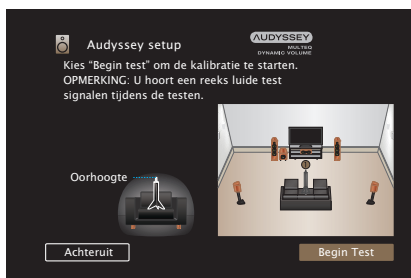 Audyssey setup
AUDYSSEY
MULTEQ
DYNAMIC VOLUME
Kies “Begin test” om de kalibratie te starten.
OPMERKING: U hoort een reeks luide test
signalen tijdens de testen.
Oorhoogte
Achteruit
Begin Test